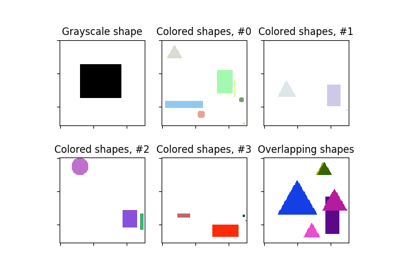 Grayscale shape
Colored shapes, #0
Colored shapes, #1
Colored shapes, #2
Colored shapes, #3
Overlapping shapes